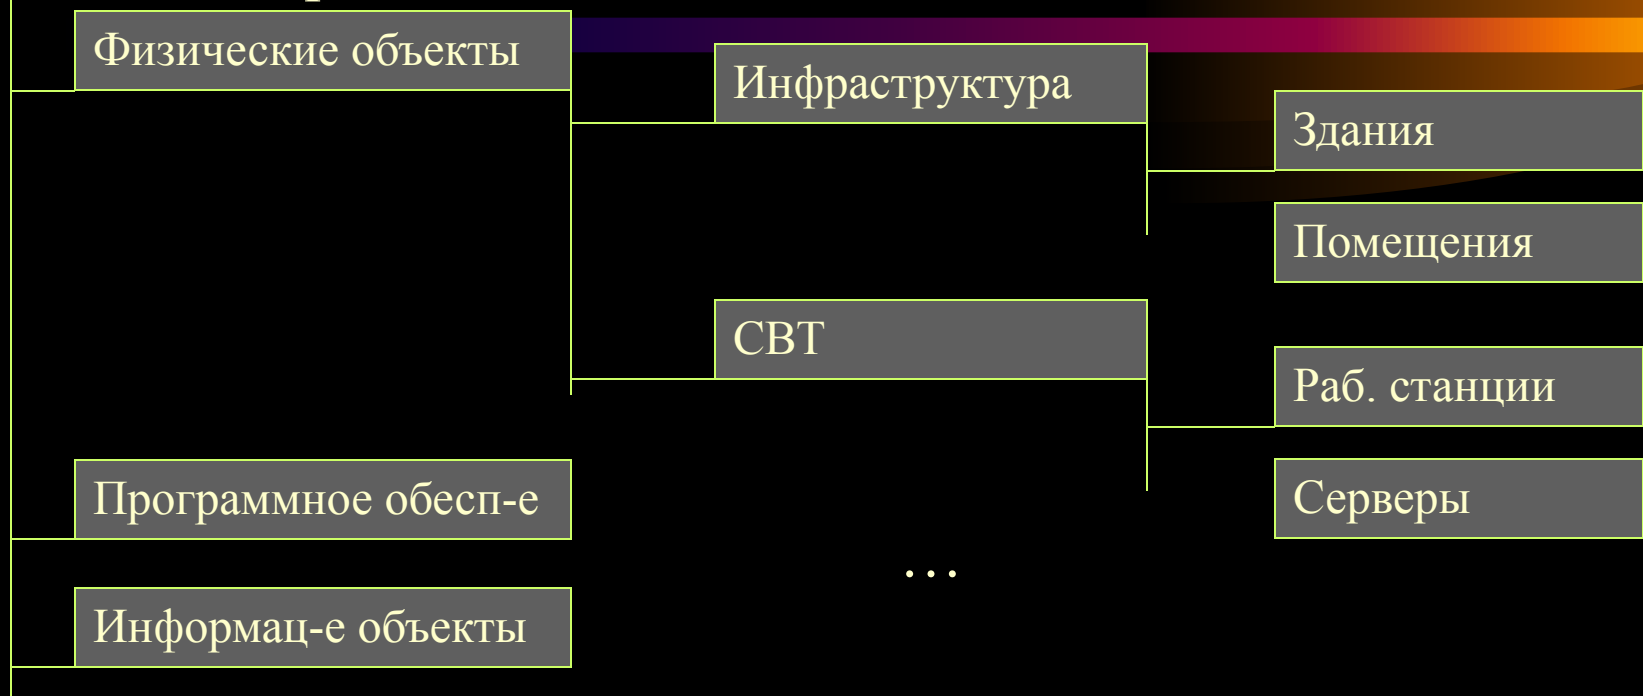 Физические объекты
Инфраструктура
Здания
Помещения
СВТ
Раб. станции
Серверы
Программное обесп-е
...
Информац-е объекты